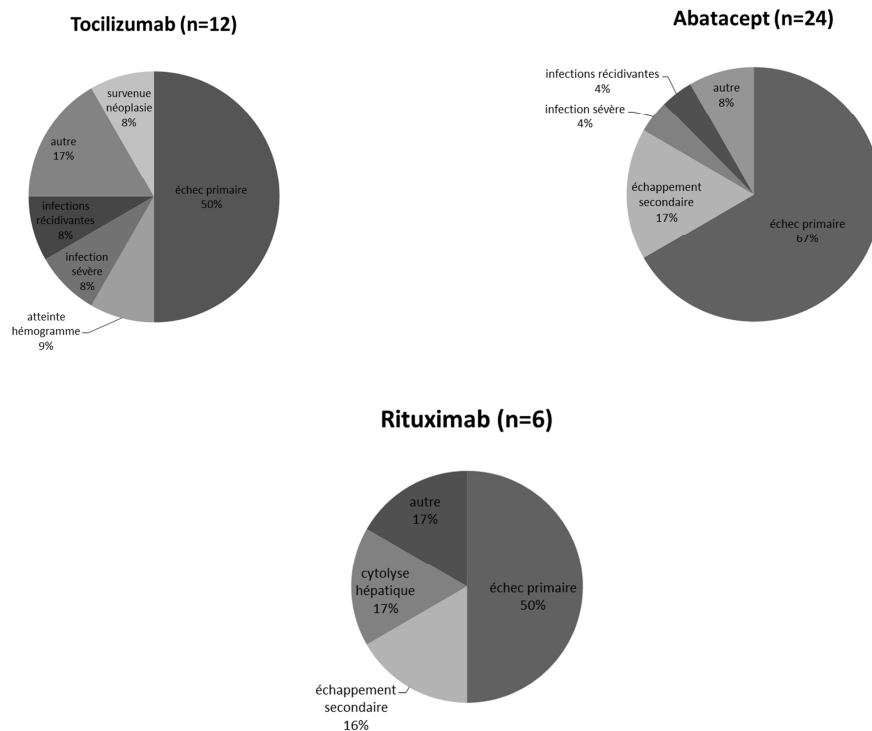 Tocilizumab (n=12)
survenue
néoplasie
8%
autre
17%
échec primaire
50%
infections
récidivantes
8%
infection
sévère
8%
atteinte
hémogramme
9%
Abatacept (n=24)
infections récidivantes
4%
autre
8%
infection sévère
4%
échappement
secondaire
17%
échec primaire
67%
Rituximab (n=6)
autre
17%
cytolyse
hépatique
17%
échec primaire
50%
échappement
secondaire
16%